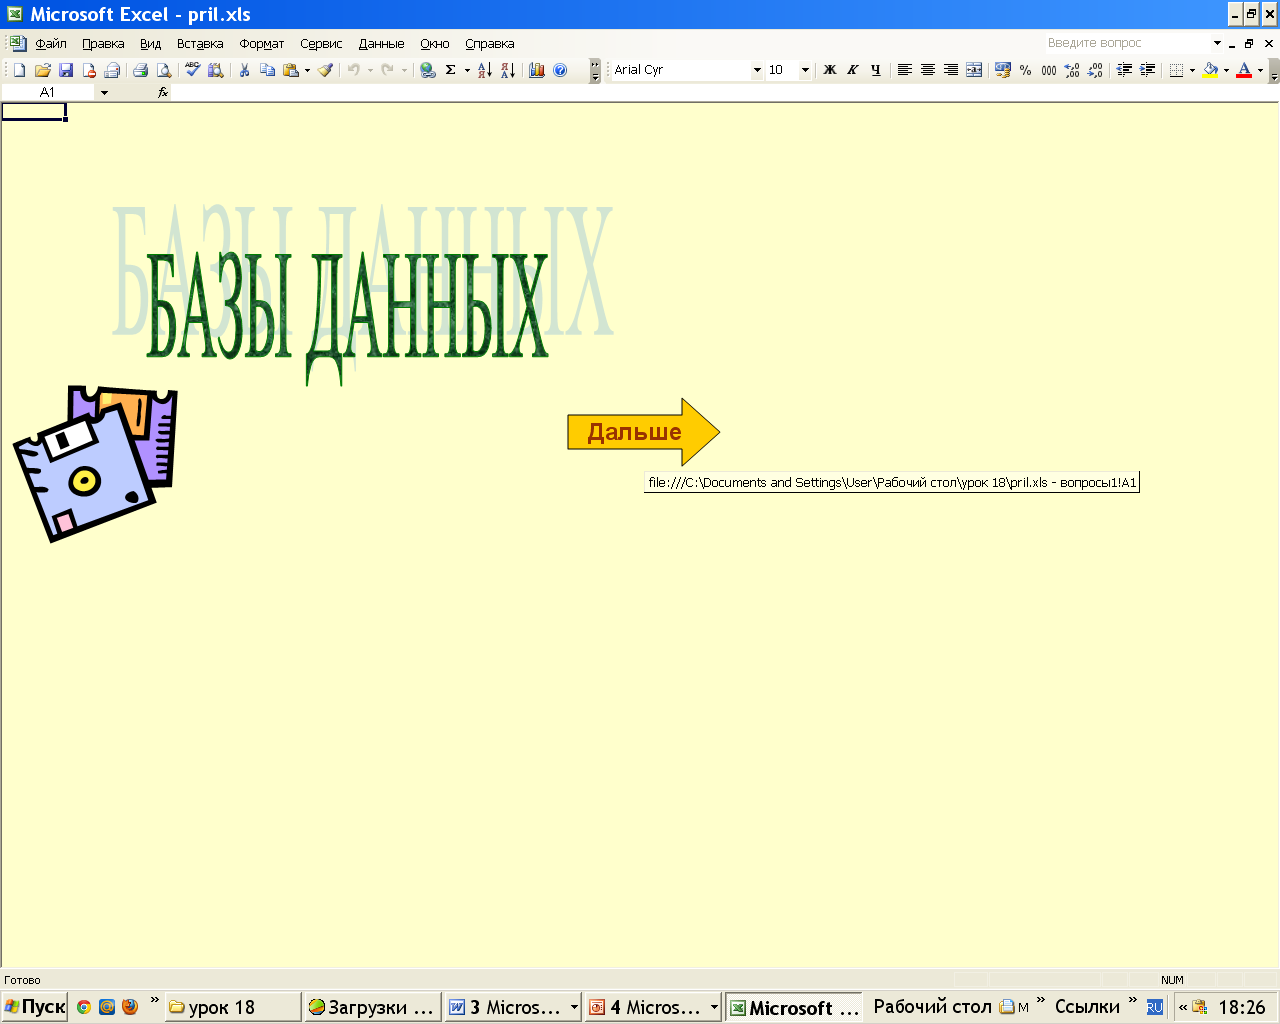 Microsoft Excel - pril.xls
Файл Правка Вид Вставка Формат Сервис Данные Окно Справка Введите вопрос
Arial Cyr 10 Ж К Ч % 000
A1 fx
БАЗЫ ДАННЫХ
Дальше
file:///C:\Documents and Settings\User\Рабочий стол\урок 18\pril.xls - вопросы1!A1
Готово NUM
Пуск » урок 18 Загрузки ... 3 Micros... 4 Micros... Microsoft ... Рабочий стол м » Ссылки » RU « 18:26